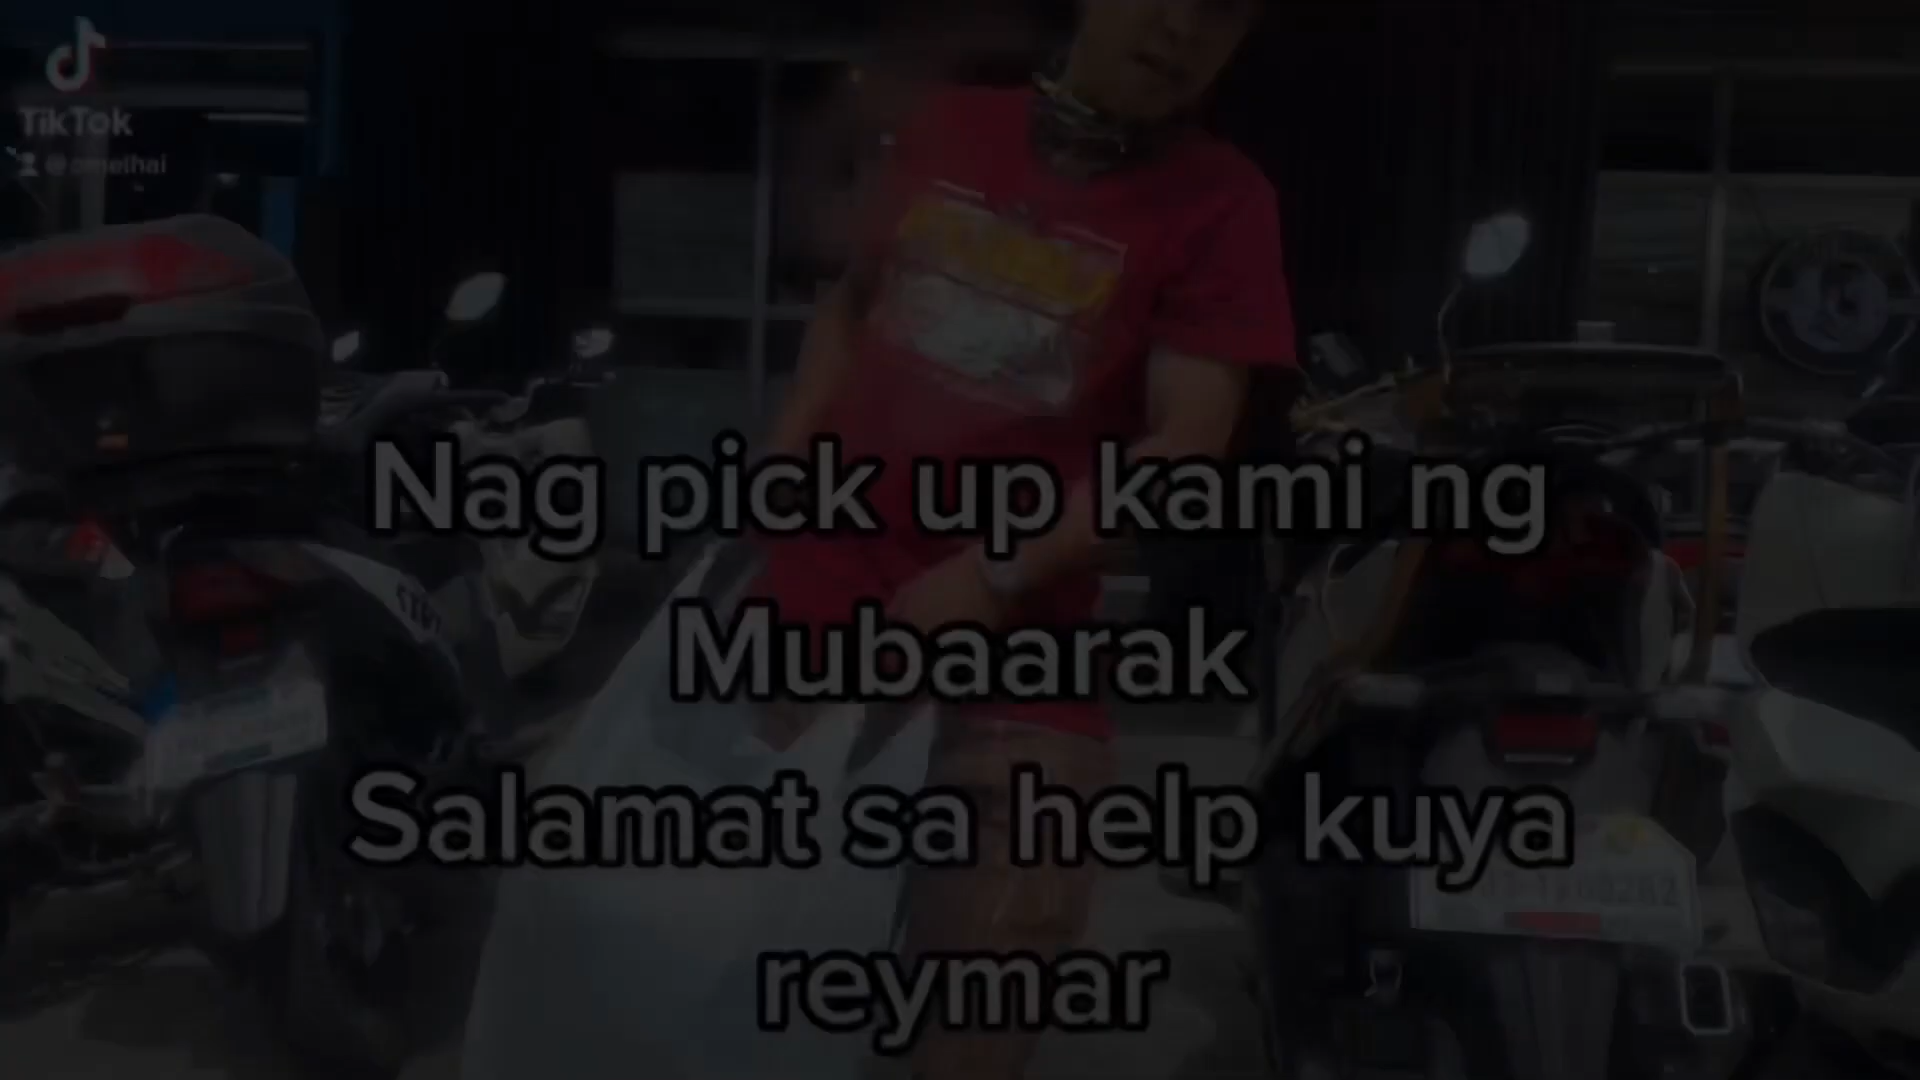 TikTok
Nag pick up kami ng
Mubaarak
Salamat sa help kuya
reymar